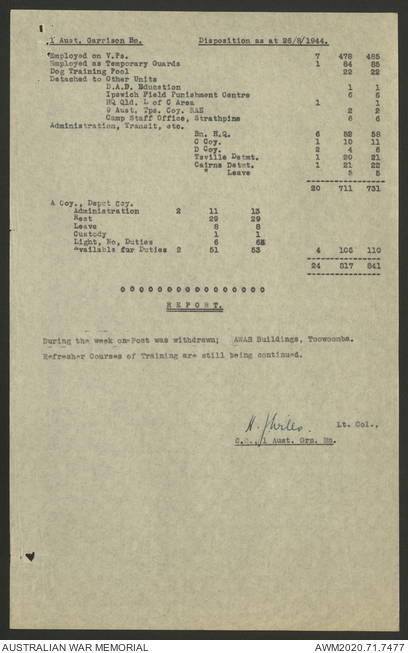 1 Aust. Garrison Bn. Disposition as at 26/8/1944.
Employed on V.Ps. 7 478 485
Employed as Temporary Guards 1 84 85
Dog Training Pool 22 22
Detached to Other Units
D.A.D. Education 1 1
Ipswich Field Punishment Centre 6 6
HQ Qld. L of C Area 1 1
9 Aust. Tps. Coy. RAE 2 2
Camp Staff Office, Strathpine 6 6
Administration, Transit, etc.
Bn. H.Q. 6 52 58
C Coy. 1 10 11
D Coy. 2 4 6
Tsville Detmt. 1 20 21
Cairns Detmt. 1 21 22
" Leave 5 5
20 711 731
A Coy., Depot Coy.
Administration 2 11 13
Rest 29 29
Leave 8 8
Custody 1 1
Light, No, Duties 6 6
Available for Duties 2 51 53 4 106 110
24 817 841
REPORT.
During the week one Post was withdrawn; AWAS Buildings, Toowoomba.
Refresher Courses of Training are still being continued.
Lt. Col.,
C.O., 1 Aust. Grn. Bn.
AUSTRALIAN WAR MEMORIAL AWM2020.71.7477